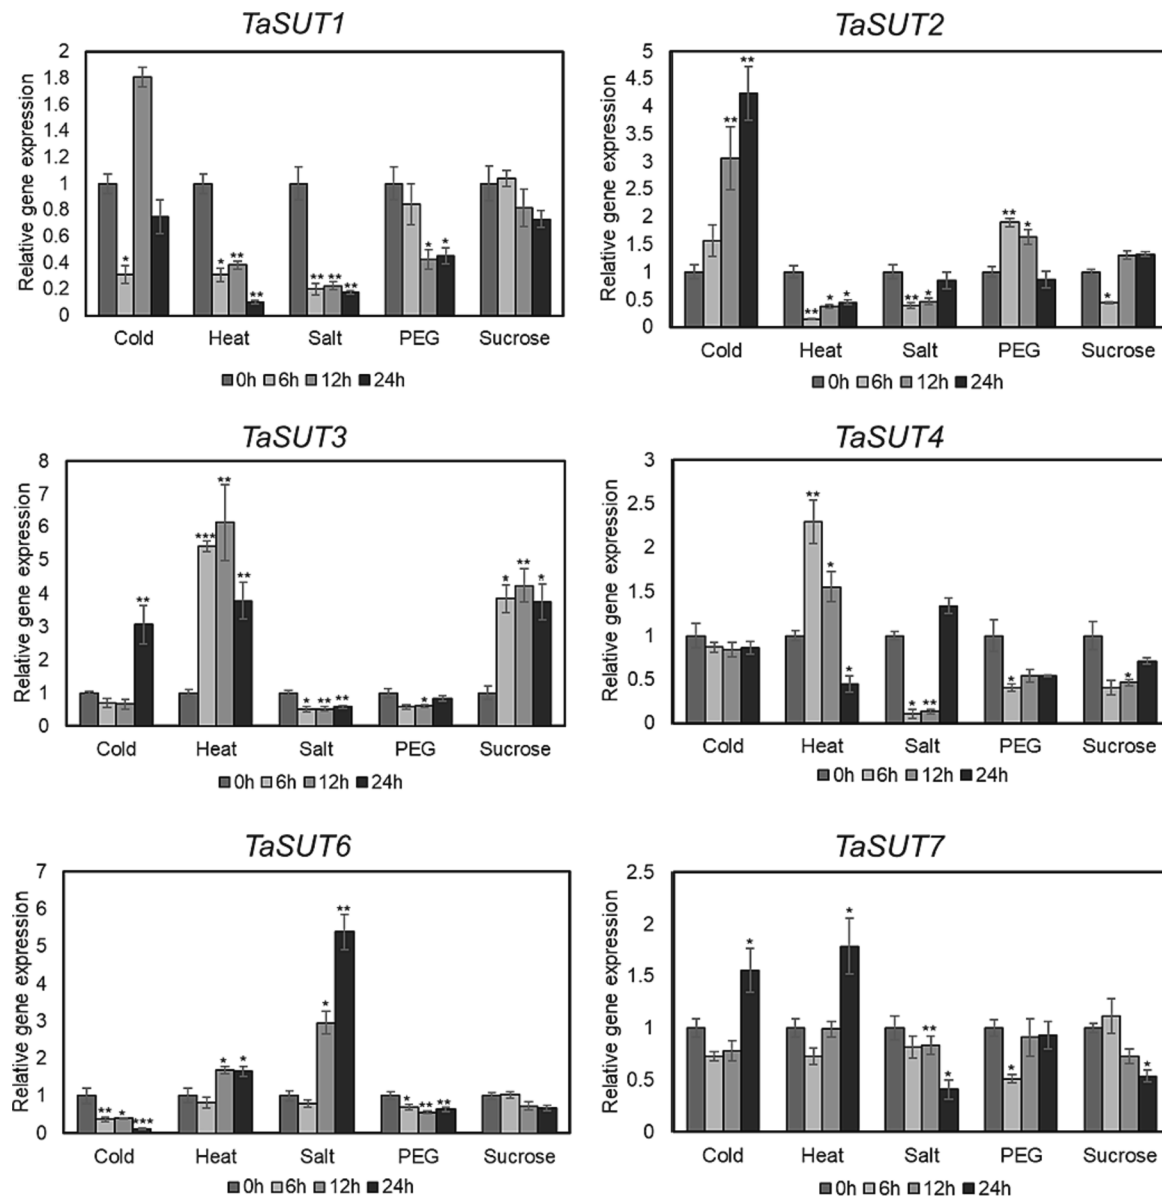 TaSUT1
Relative gene expression
2
1.8
1.6
1.4
1.2
1
0.8
0.6
0.4
0.2
0
* * ** ** ** ** ** * *
Cold Heat Salt PEG Sucrose
0h 6h 12h 24h
TaSUT2
Relative gene expression
5
4.5
4
3.5
3
2.5
2
1.5
1
0.5
0
** ** ** * * ** * ** * *
Cold Heat Salt PEG Sucrose
0h 6h 12h 24h
TaSUT3
Relative gene expression
8
7
6
5
4
3
2
1
0
** *** ** ** * ** ** * * ** *
Cold Heat Salt PEG Sucrose
0h 6h 12h 24h
TaSUT4
Relative gene expression
3
2.5
2
1.5
1
0.5
0
** * * * ** * *
Cold Heat Salt PEG Sucrose
0h 6h 12h 24h
TaSUT6
Relative gene expression
7
6
5
4
3
2
1
0
** * *** * * * ** * ** **
Cold Heat Salt PEG Sucrose
0h 6h 12h 24h
TaSUT7
Relative gene expression
2.5
2
1.5
1
0.5
0
* * ** * * *
Cold Heat Salt PEG Sucrose
0h 6h 12h 24h